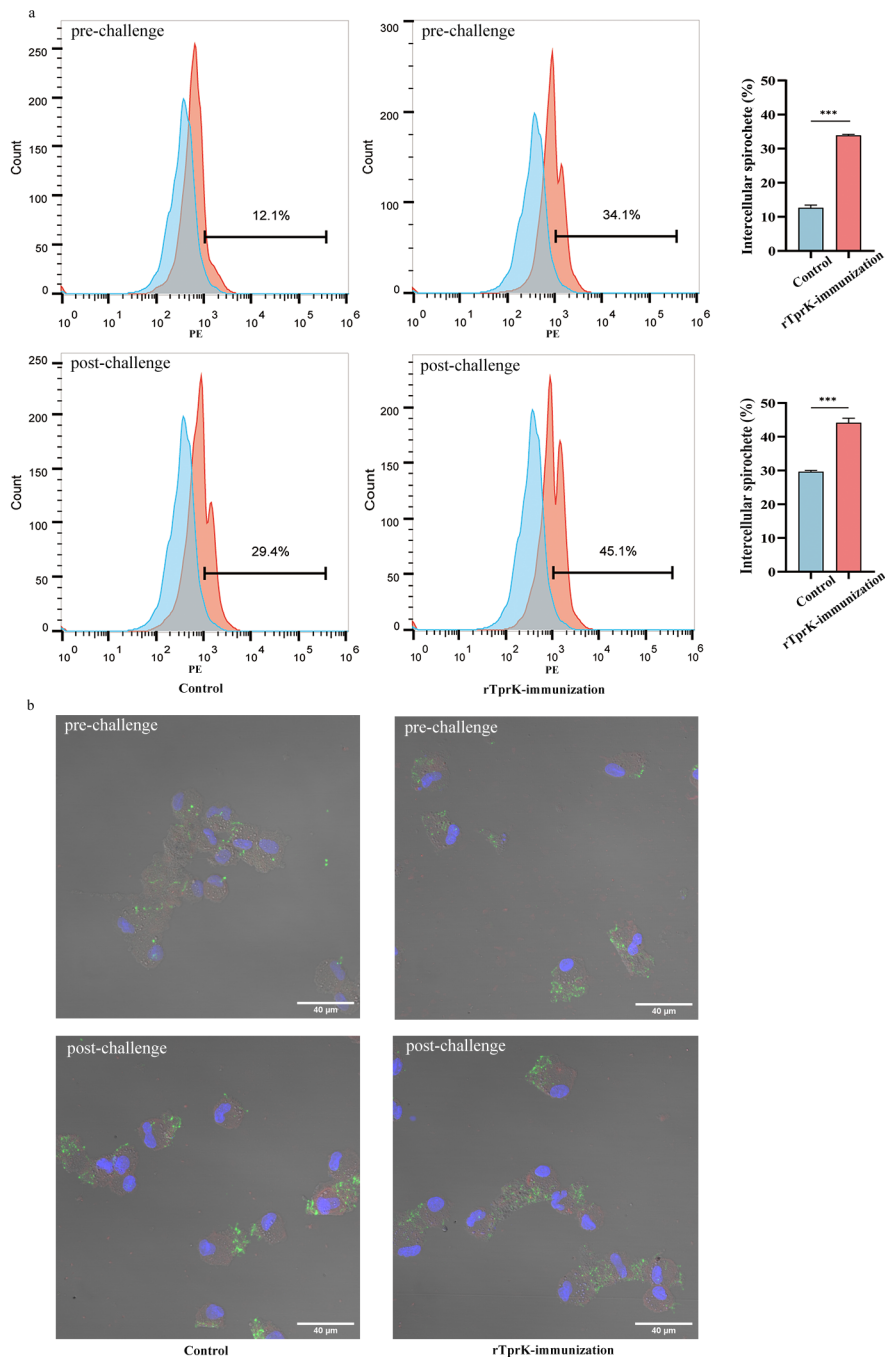 a
pre-challenge
250
200
150
100
50
0
Count
12.1%
10^0 10^1 10^2 10^3 10^4 10^5 10^6
PE
pre-challenge
300
200
100
0
Count
34.1%
10^0 10^1 10^2 10^3 10^4 10^5 10^6
PE
Intercellular spirochete (%)
50
40
30
20
10
0
***
Control
rTprK-immunization
post-challenge
250
200
150
100
50
0
Count
29.4%
10^0 10^1 10^2 10^3 10^4 10^5 10^6
PE
Control
post-challenge
200
150
100
50
0
Count
45.1%
10^0 10^1 10^2 10^3 10^4 10^5 10^6
PE
rTprK-immunization
Intercellular spirochete (%)
50
40
30
20
10
0
***
Control
rTprK-immunization
b
pre-challenge
40 μm
pre-challenge
40 μm
post-challenge
40 μm
post-challenge
40 μm
Control
rTprK-immunization